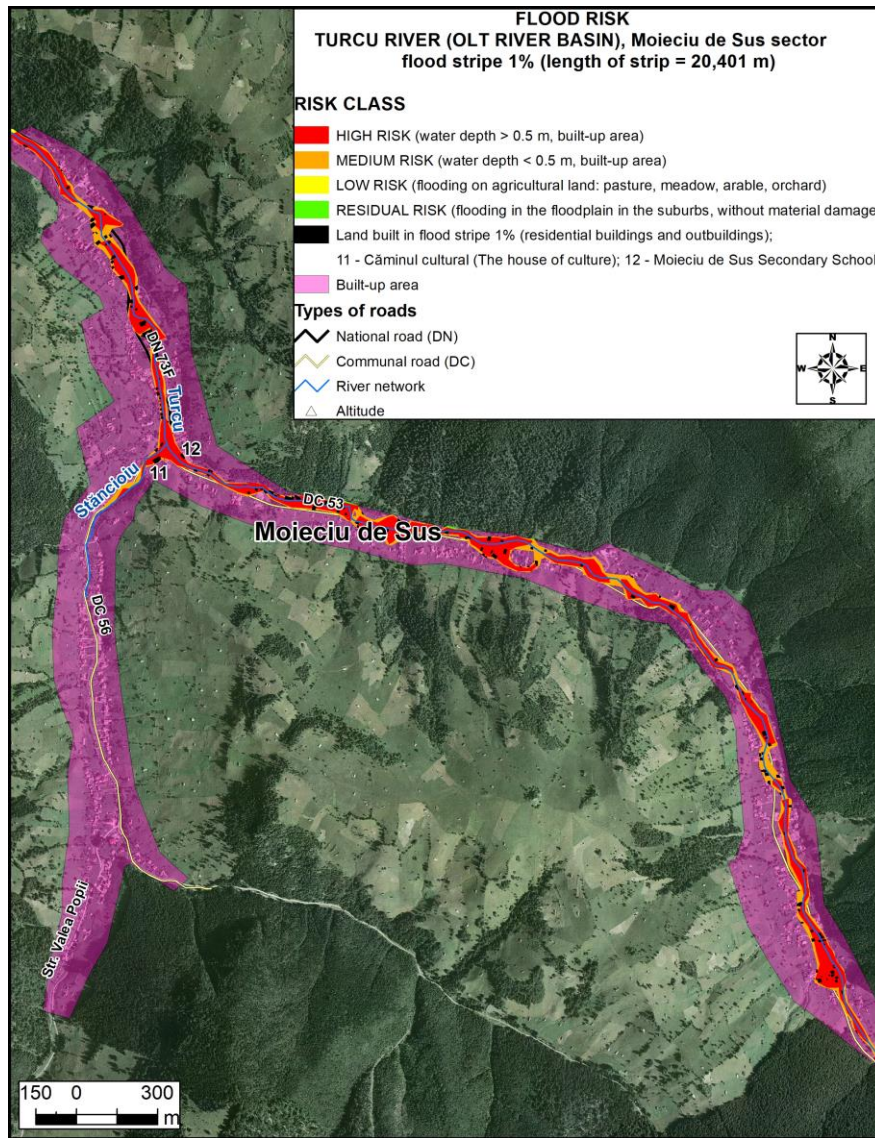 FLOOD RISK
TURCU RIVER (OLT RIVER BASIN), Moieciu de Sus sector
flood stripe 1% (length of strip = 20,401 m)
RISK CLASS
HIGH RISK (water depth > 0.5 m, built-up area)
MEDIUM RISK (water depth < 0.5 m, built-up area)
LOW RISK (flooding on agricultural land: pasture, meadow, arable, orchard)
RESIDUAL RISK (flooding in the floodplain in the suburbs, without material damage
Land built in flood stripe 1% (residential buildings and outbuildings);
11 - Căminul cultural (The house of culture); 12 - Moieciu de Sus Secondary School
Built-up area
Types of roads
National road (DN)
Communal road (DC)
River network
Altitude
N
W E
S
DN 73F
Turcu
12
11
Stăncioiu
DC 53
Moieciu de Sus
DC 56
Str. Valea Popii
150 0 300
m